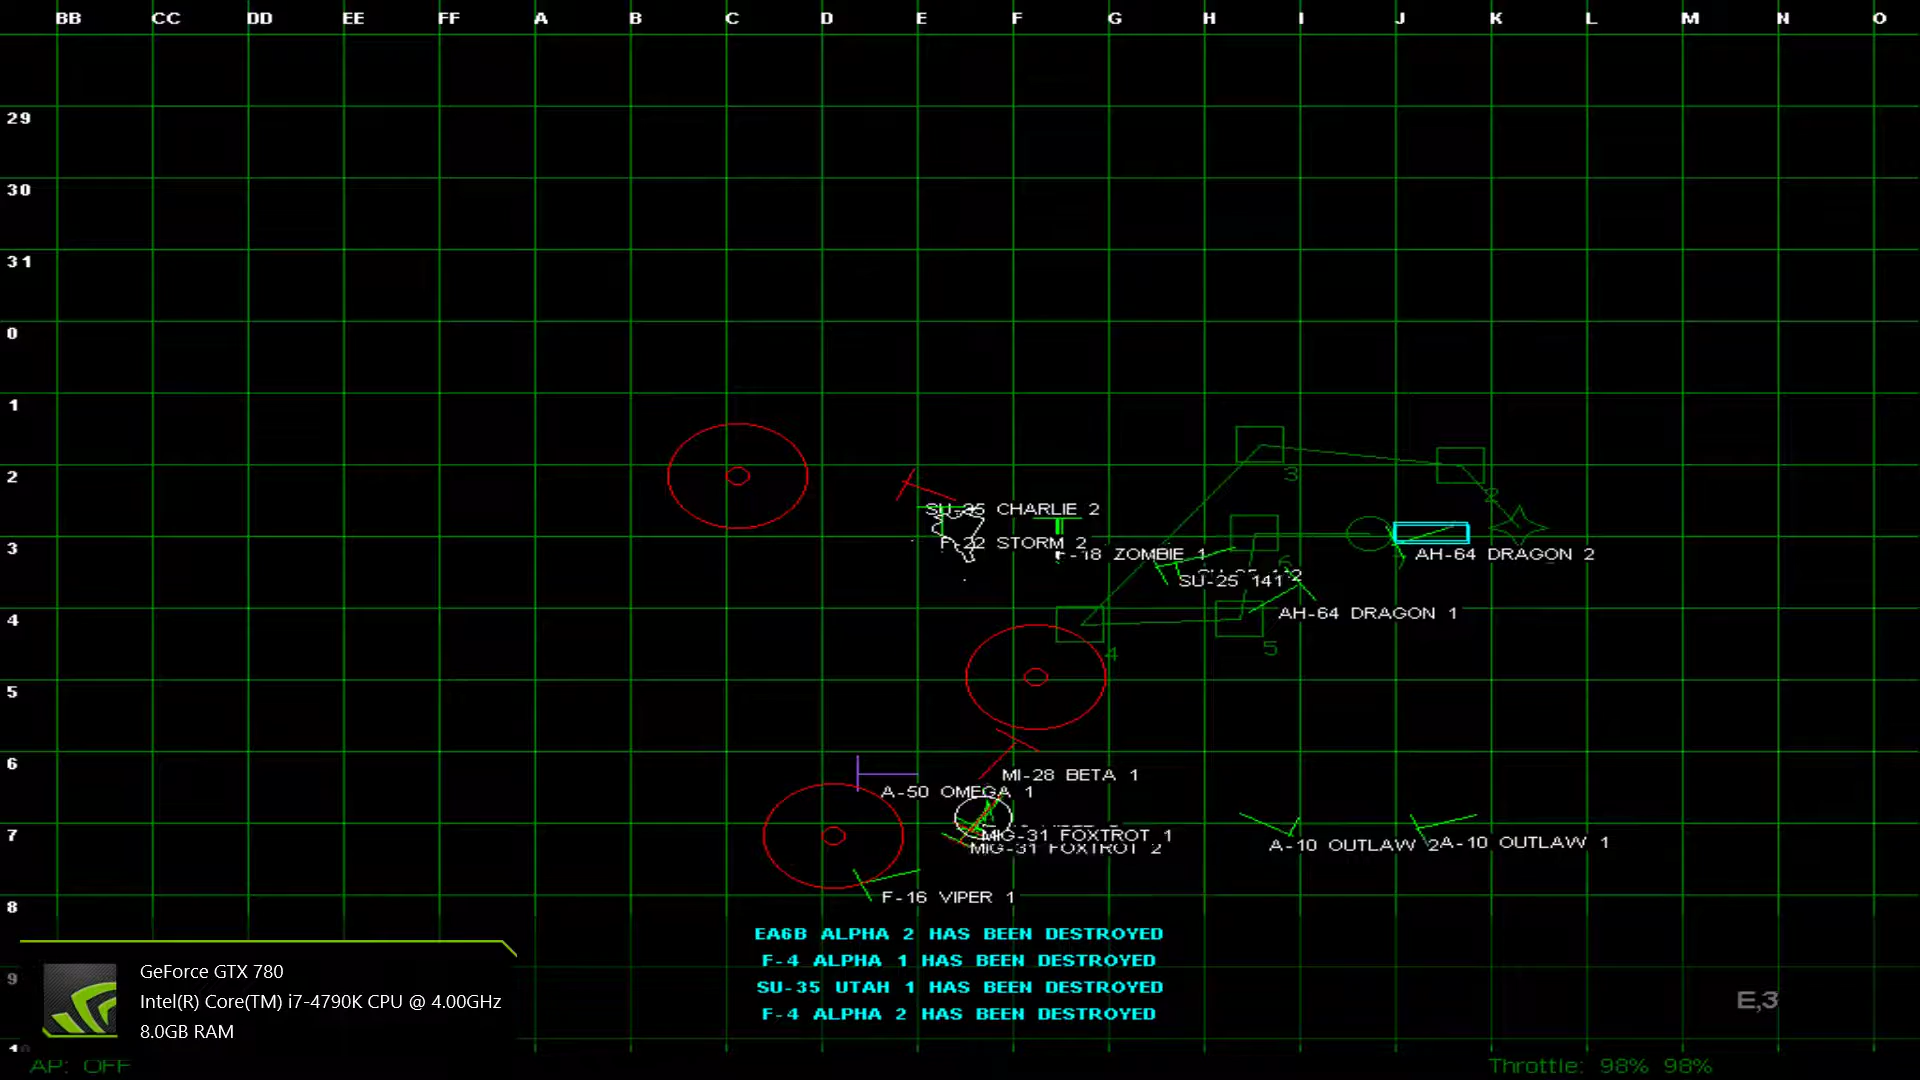 BB CC DD EE FF A B C D E F G H I J K L M N O
29
30
31
0
1
2
3
2
SU-35 CHARLIE 2
3
F-22 STORM 2
F-18 ZOMBIE 1
AH-64 DRAGON 2
6
SU-25 141
4
AH-64 DRAGON 1
4
5
5
6
MI-28 BETA 1
A-50 OMEGA 1
7
MIG-31 FOXTROT 1
MIG-31 FOXTROT 2
A-10 OUTLAW 2
A-10 OUTLAW 1
8
F-16 VIPER 1
EA6B ALPHA 2 HAS BEEN DESTROYED
F-4 ALPHA 1 HAS BEEN DESTROYED
SU-35 UTAH 1 HAS BEEN DESTROYED
F-4 ALPHA 2 HAS BEEN DESTROYED
9
GeForce GTX 780
Intel(R) Core(TM) i7-4790K CPU @ 4.00GHz
8.0GB RAM
E,3
AP: OFF
Throttle: 98% 98%